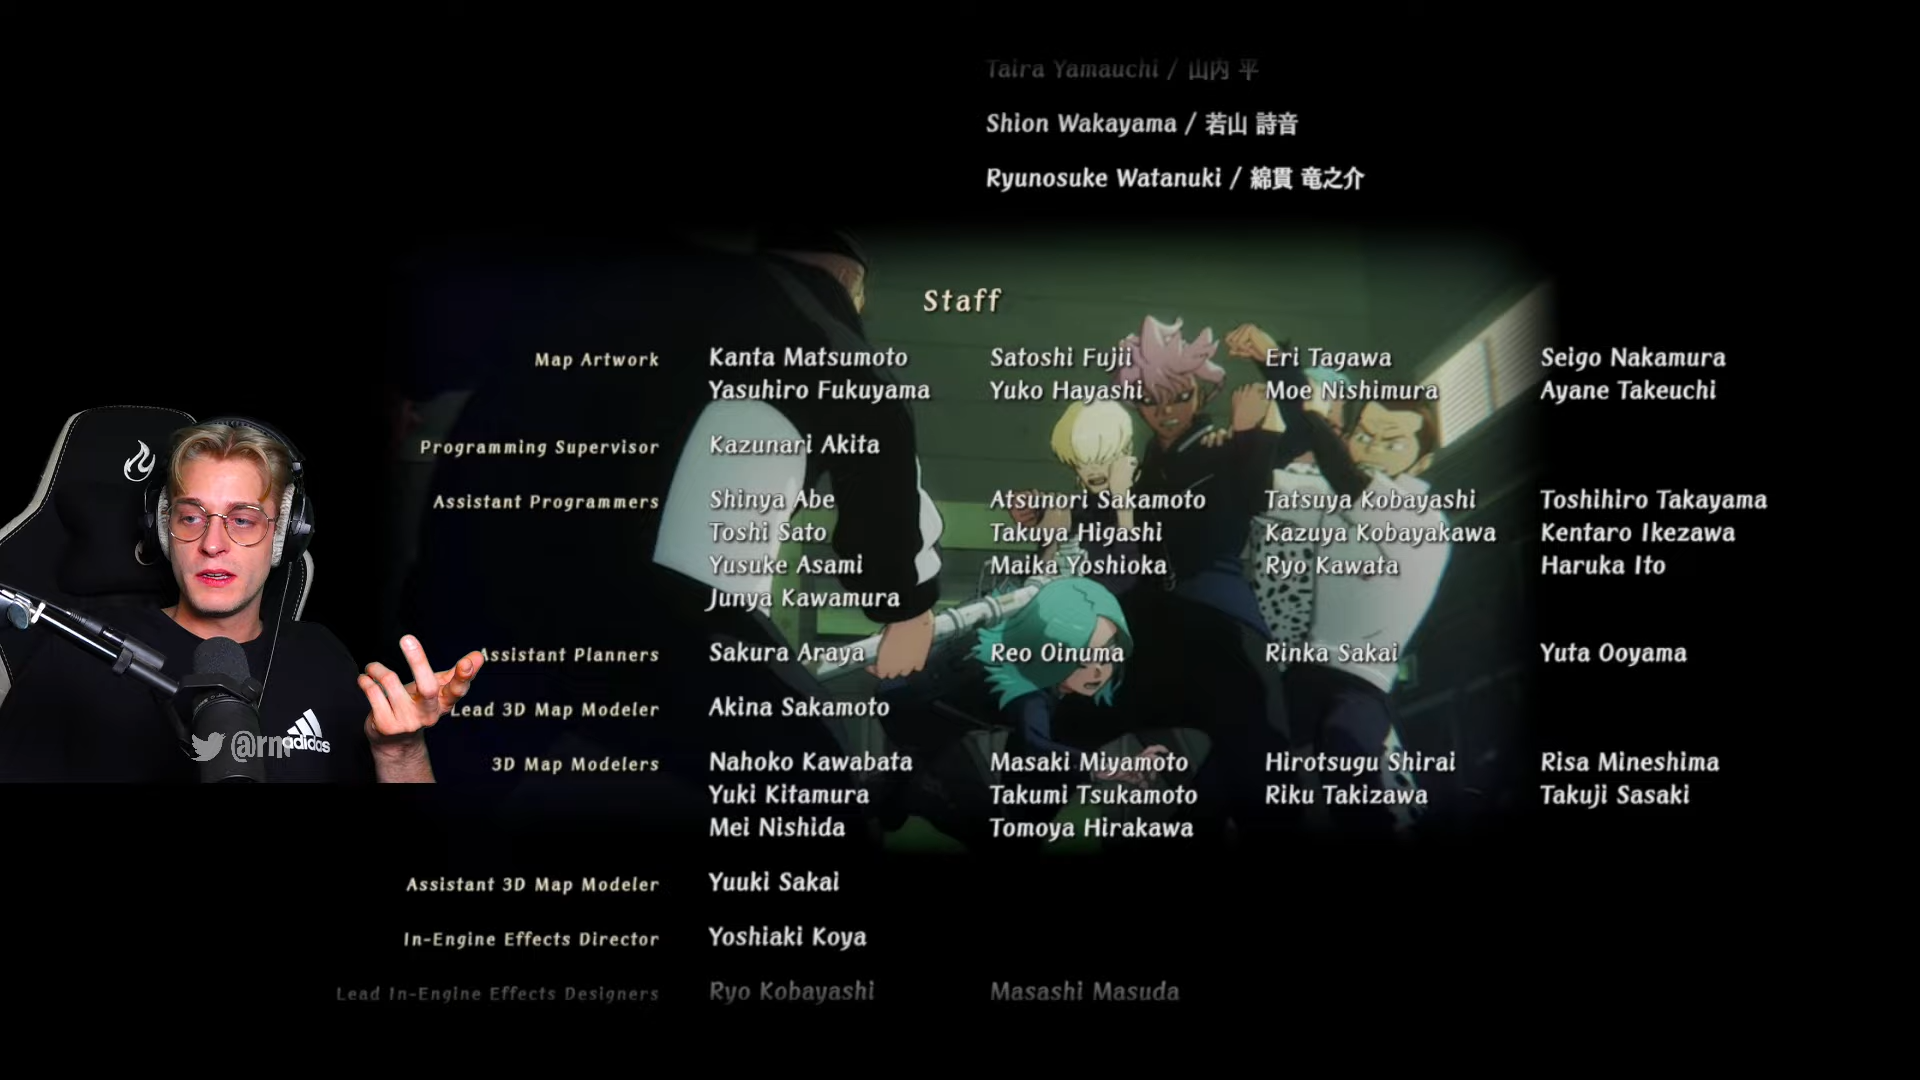 Taira Yamauchi / 山内 平
Shion Wakayama / 若山 詩音
Ryunosuke Watanuki / 綿貫 竜之介
Staff
Map Artwork Kanta Matsumoto Satoshi Fujii Eri Tagawa Seigo Nakamura
Yasuhiro Fukuyama Yuko Hayashi Moe Nishimura Ayane Takeuchi
Programming Supervisor Kazunari Akita
Assistant Programmers Shinya Abe Atsunori Sakamoto Tatsuya Kobayashi Toshihiro Takayama
Toshi Sato Takuya Higashi Kazuya Kobayakawa Kentaro Ikezawa
Yusuke Asami Maika Yoshioka Ryo Kawata Haruka Ito
Junya Kawamura
Assistant Planners Sakura Araya Reo Oinuma Rinka Sakai Yuta Ooyama
Lead 3D Map Modeler Akina Sakamoto
3D Map Modelers Nahoko Kawabata Masaki Miyamoto Hirotsugu Shirai Risa Mineshima
Yuki Kitamura Takumi Tsukamoto Riku Takizawa Takuji Sasaki
Mei Nishida Tomoya Hirakawa
Assistant 3D Map Modeler Yuuki Sakai
In-Engine Effects Director Yoshiaki Koya
Lead In-Engine Effects Designers Ryo Kobayashi Masashi Masuda
adidas